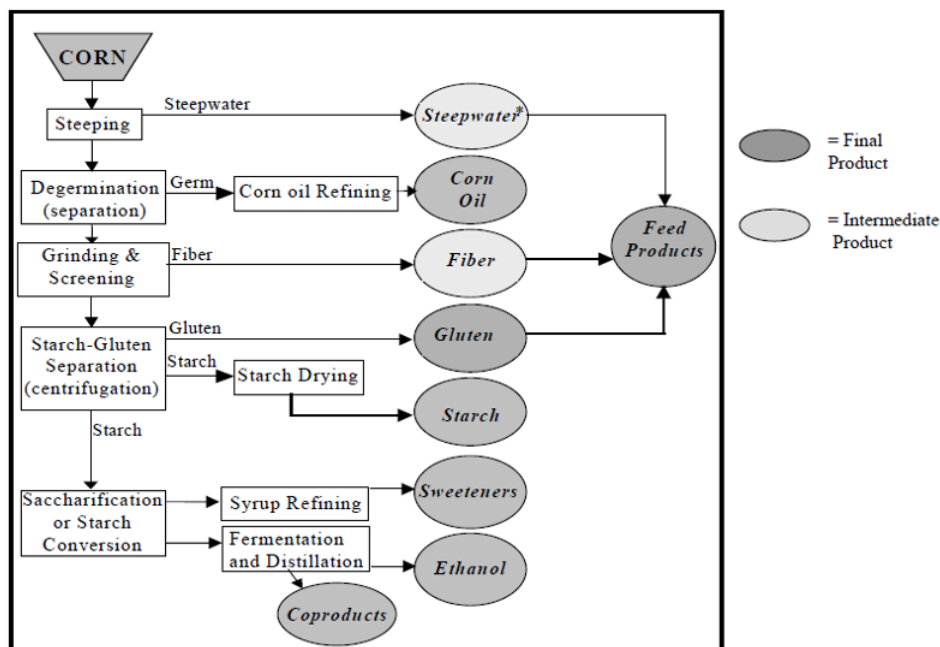 CORN
Steepwater
Steeping
Steepwater*
= Final
Product
Degermination
(separation)
Germ
Corn oil Refining
Corn
Oil
= Intermediate
Product
Feed
Products
Grinding &
Screening
Fiber
Fiber
Gluten
Gluten
Starch-Gluten
Separation
(centrifugation)
Starch
Starch Drying
Starch
Starch
Saccharification
or Starch
Conversion
Syrup Refining
Sweeteners
Fermentation
and Distillation
Ethanol
Coproducts